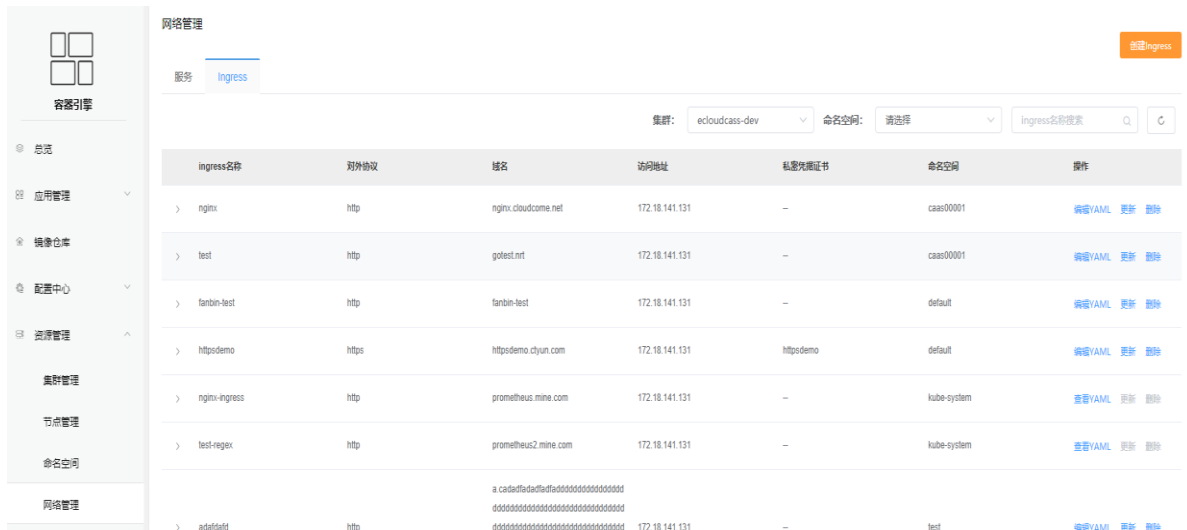 网络管理
创建Ingress
服务 Ingress
容器引擎
集群： ecloudcass-dev 命名空间： 请选择 ingress名称搜索
总览
应用管理
镜像仓库
配置中心
资源管理
集群管理
节点管理
命名空间
网络管理
ingress名称 对外协议 域名 访问地址 私密凭据证书 命名空间 操作
nginx http nginx.cloudcome.net 172.18.141.131 -- caas00001 编辑YAML 更新 删除
test http gotest.nrt 172.18.141.131 -- caas00001 编辑YAML 更新 删除
fanbin-test http fanbin-test 172.18.141.131 -- default 编辑YAML 更新 删除
httpsdemo https httpsdemo.ctyun.com 172.18.141.131 httpsdemo default 编辑YAML 更新 删除
nginx-ingress http prometheus.mine.com 172.18.141.131 -- kube-system 查看YAML 更新 删除
test-regex http prometheus2.mine.com 172.18.141.131 -- kube-system 查看YAML 更新 删除
adafdafd http 172.18.141.131 -- test 编辑YAML 更新 删除